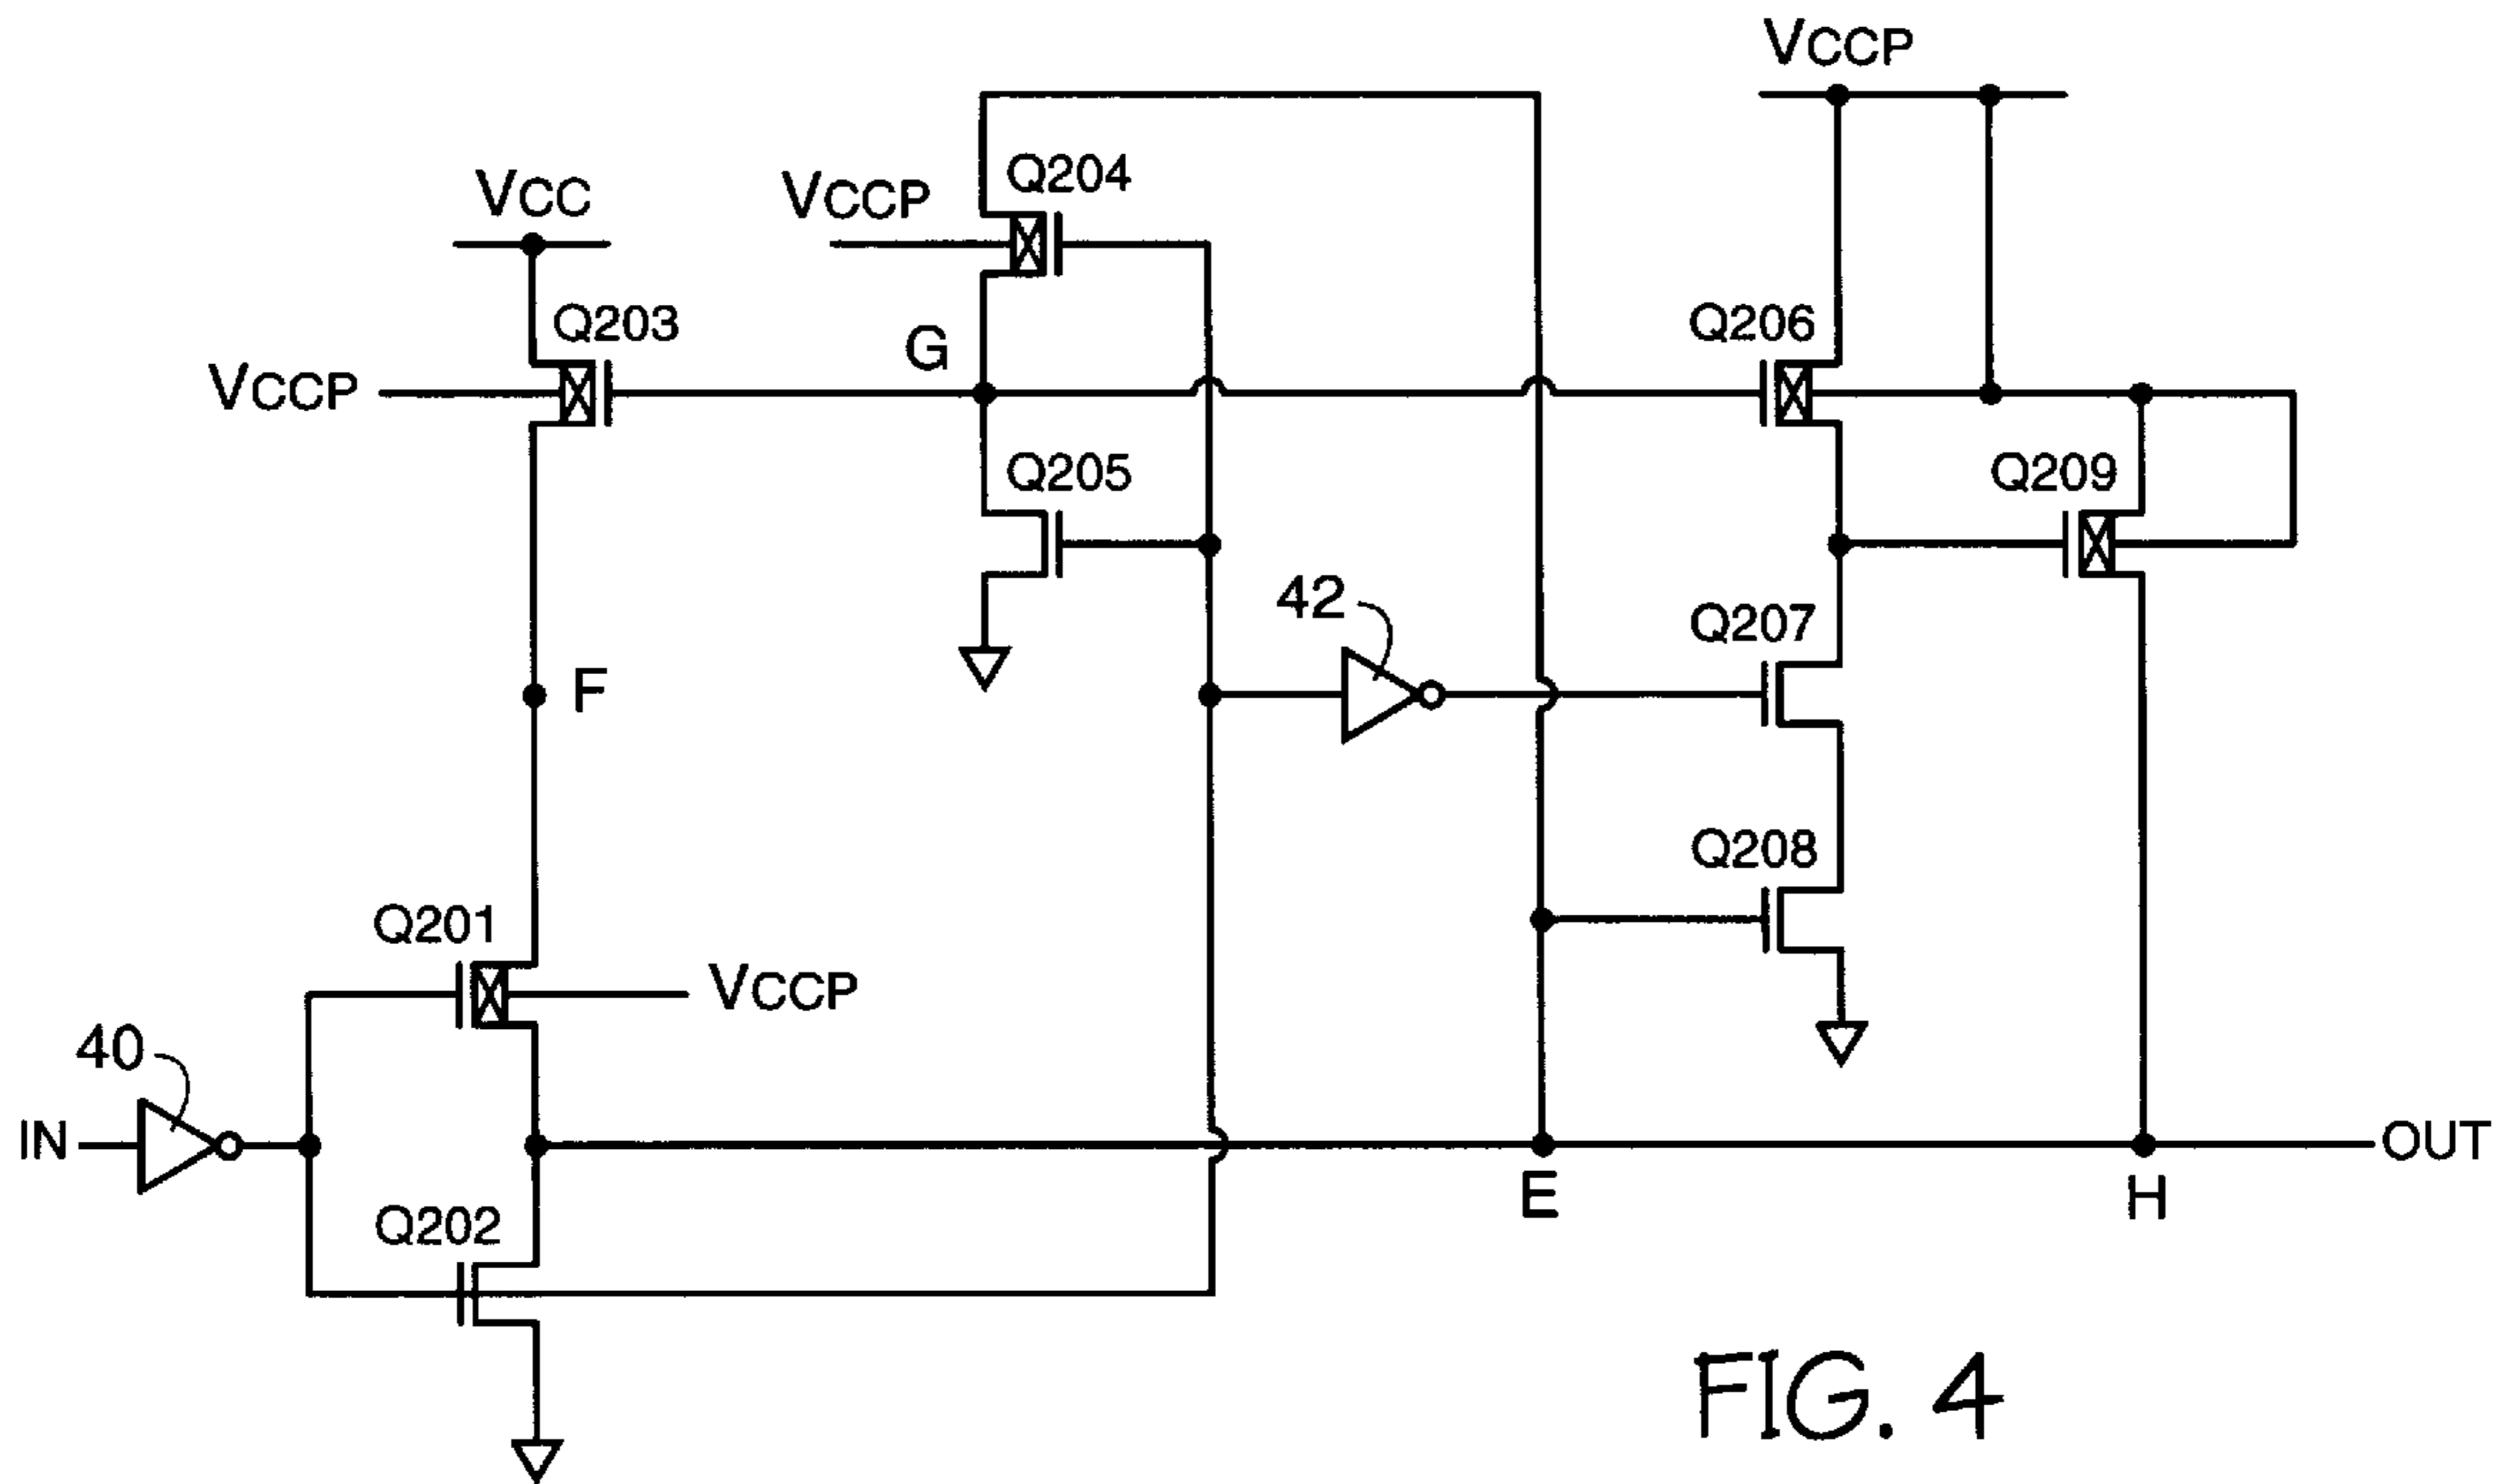 VCCP
Q204
VCC
VCCP
Q203
Q206
G
VCCP
Q205
Q209
42
Q207
F
Q208
Q201
VCCP
40
IN
OUT
E
H
Q202
FIG. 4